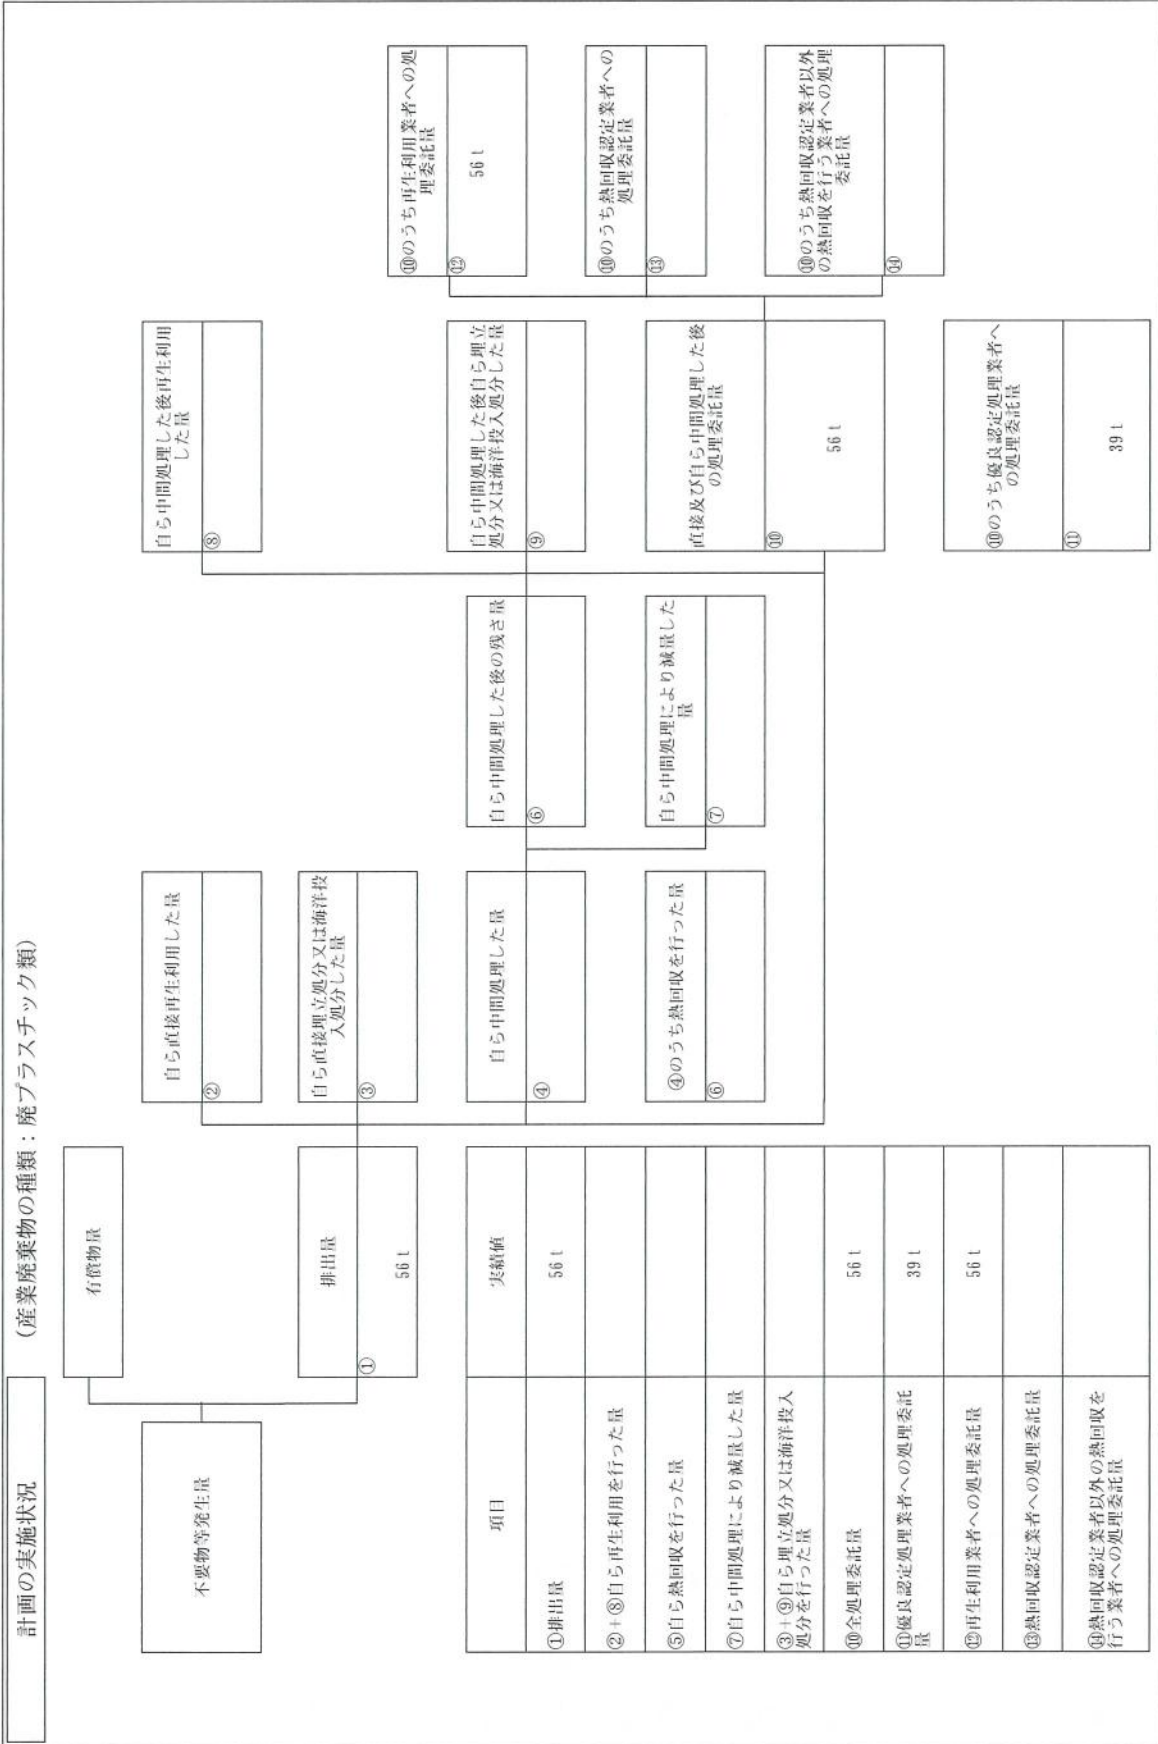 計画の実施状況
(産業廃棄物の種類：廃プラスチック類)
不要物等発生量
有償物量
排出量
①
56 t
自ら直接再生利用した量
②
自ら直接埋立処分又は海洋投
入処分した量
③
自ら中間処理した量
④
④のうち熱回収を行った量
⑥
自ら中間処理した後の残さ量
⑥
自ら中間処理により減量した
量
⑦
自ら中間処理した後再生利用
した量
⑧
自ら中間処理した後自ら埋立
処分又は海洋投入処分した量
⑨
直接及び自ら中間処理した後
の処理委託量
⑩
56 t
⑩のうち優良認定処理業者へ
の処理委託量
⑪
39 t
⑩のうち再生利用業者への処
理委託量
⑫
56 t
⑩のうち熱回収認定業者への
処理委託量
⑬
⑩のうち熱回収認定業者以外
の熱回収を行う業者への処理
委託量
⑭
項目 実績値
①排出量 56 t
②+⑧自ら再生利用を行った量
⑤自ら熱回収を行った量
⑦自ら中間処理により減量した量
③+⑨自ら埋立処分又は海洋投入
処分を行った量
⑩全処理委託量 56 t
⑪優良認定処理業者への処理委託
量 39 t
⑫再生利用業者への処理委託量 56 t
⑬熱回収認定業者への処理委託量
⑭熱回収認定業者以外の熱回収を
行う業者への処理委託量